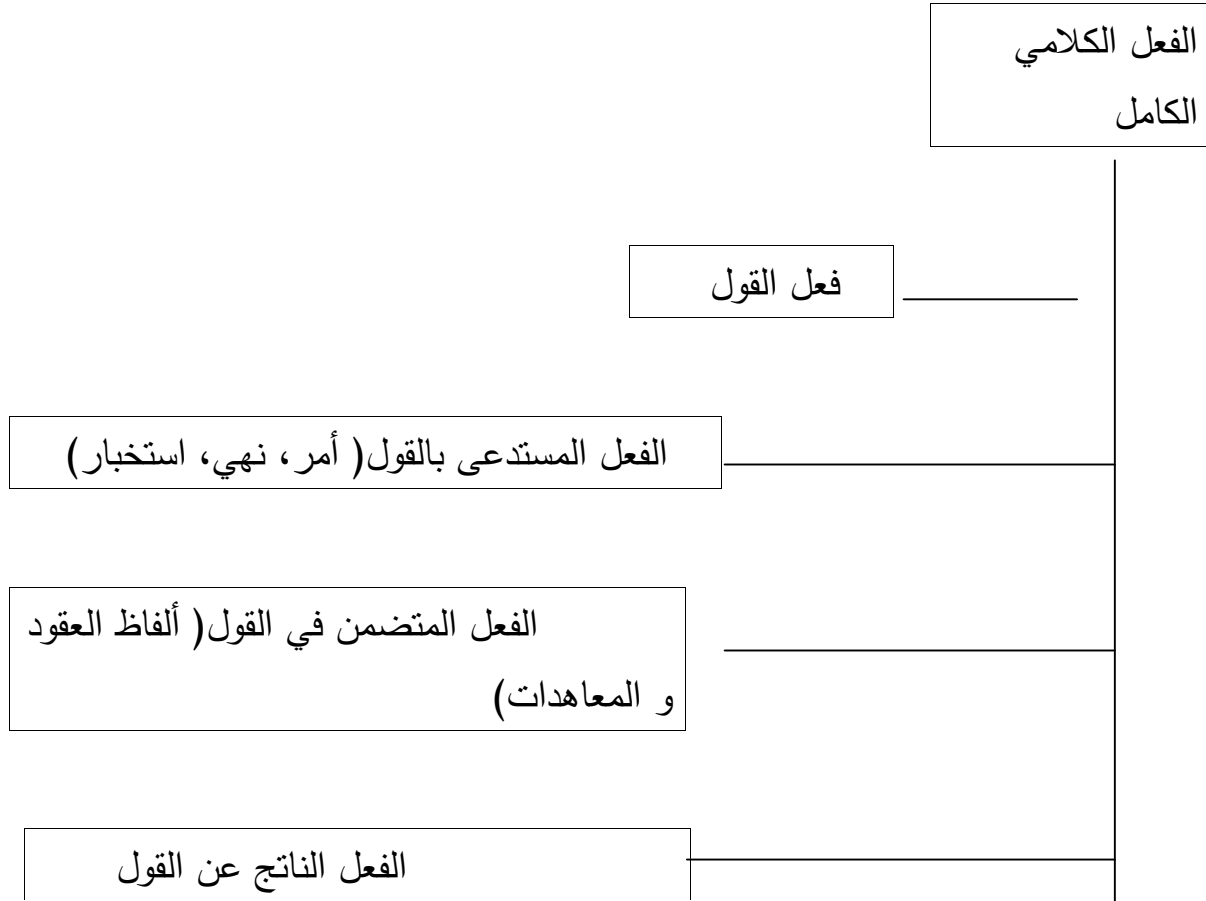 الفعل الكلامي
الكامل
فعل القول
الفعل المستدعى بالقول( أمر، نهي، استخبار)
الفعل المتضمن في القول( ألفاظ العقود
و المعاهدات)
الفعل الناتج عن القول